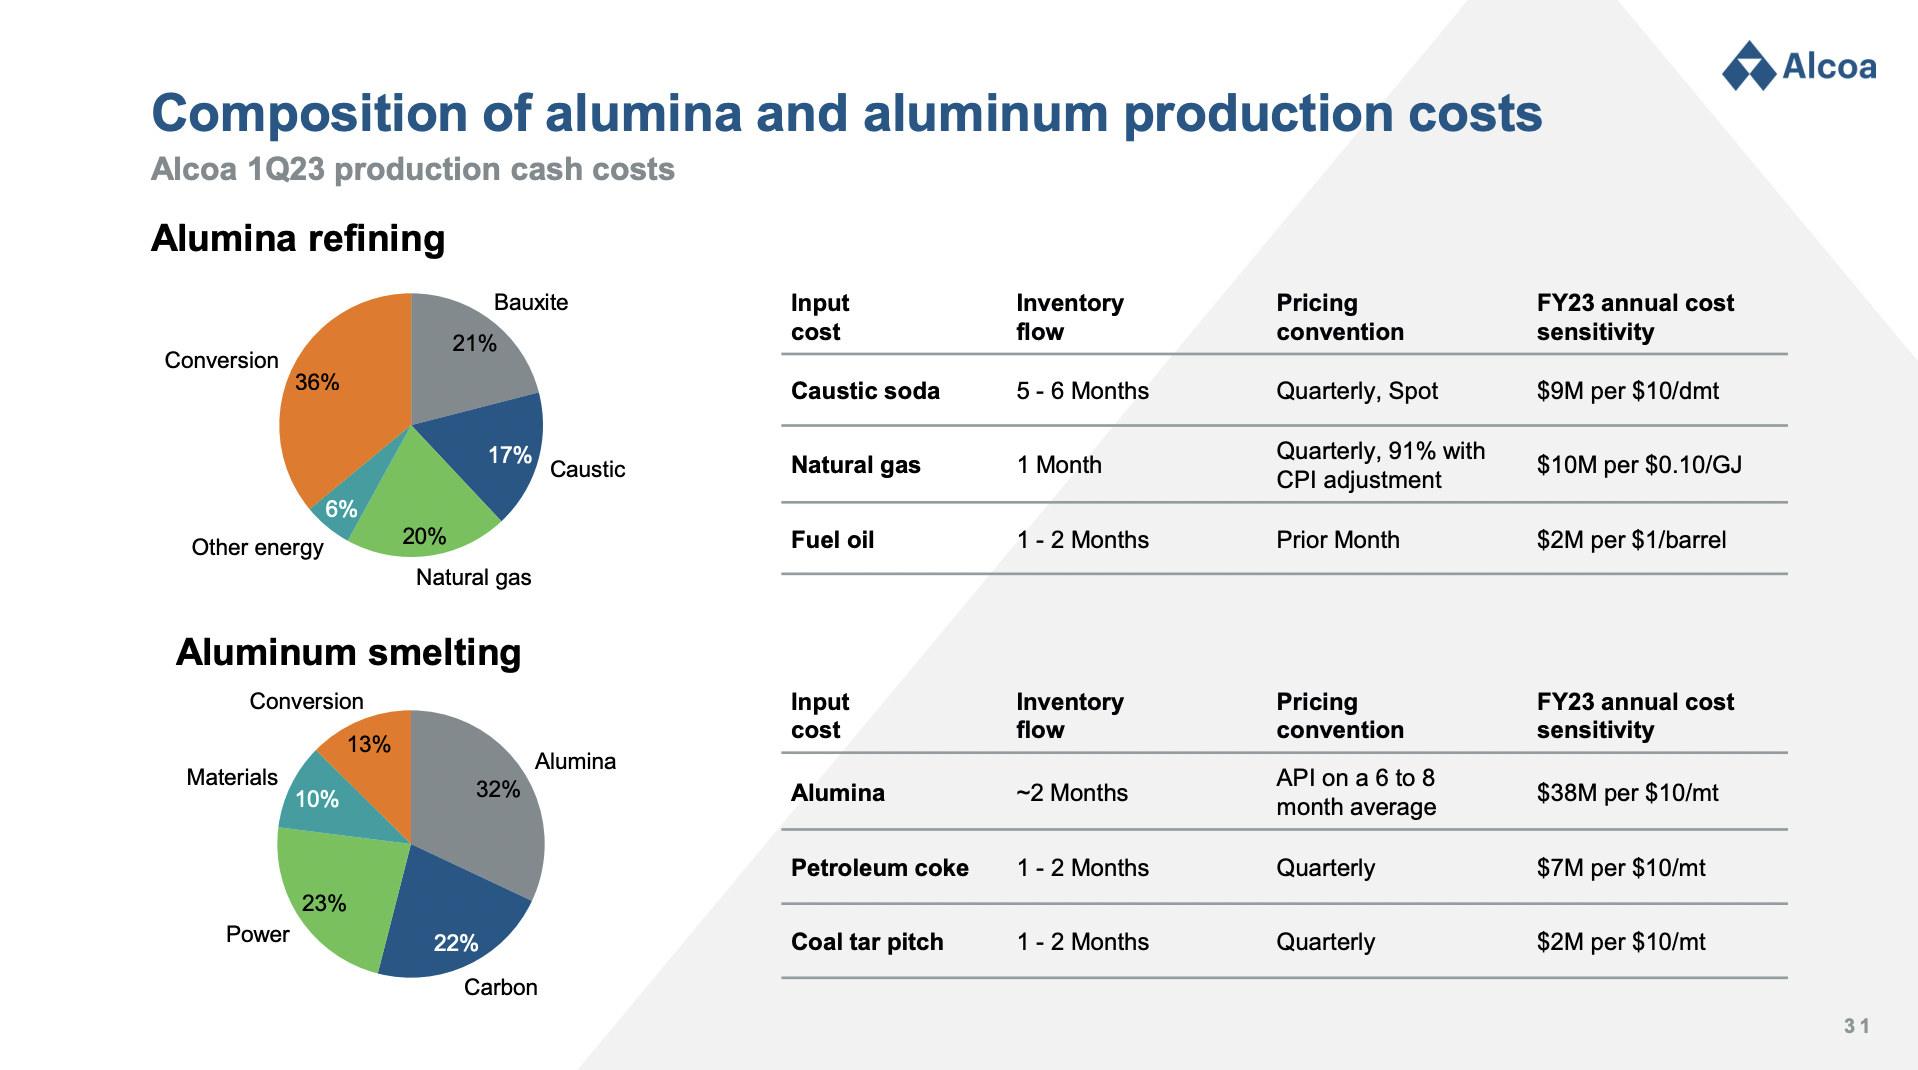 Alcoa
Composition of alumina and aluminum production costs
Alcoa 1Q23 production cash costs
Alumina refining
Bauxite
21%
Conversion
36%
17%
Caustic
6%
20%
Other energy
Natural gas
Input cost
Inventory flow
Pricing convention
FY23 annual cost sensitivity
Caustic soda
5 - 6 Months
Quarterly, Spot
$9M per $10/dmt
Natural gas
1 Month
Quarterly, 91% with
CPI adjustment
$10M per $0.10/GJ
Fuel oil
1 - 2 Months
Prior Month
$2M per $1/barrel
Aluminum smelting
Conversion
13%
Alumina
32%
Materials
10%
23%
Power
22%
Carbon
Input cost
Inventory flow
Pricing convention
FY23 annual cost sensitivity
Alumina
~2 Months
API on a 6 to 8
month average
$38M per $10/mt
Petroleum coke
1 - 2 Months
Quarterly
$7M per $10/mt
Coal tar pitch
1 - 2 Months
Quarterly
$2M per $10/mt
31